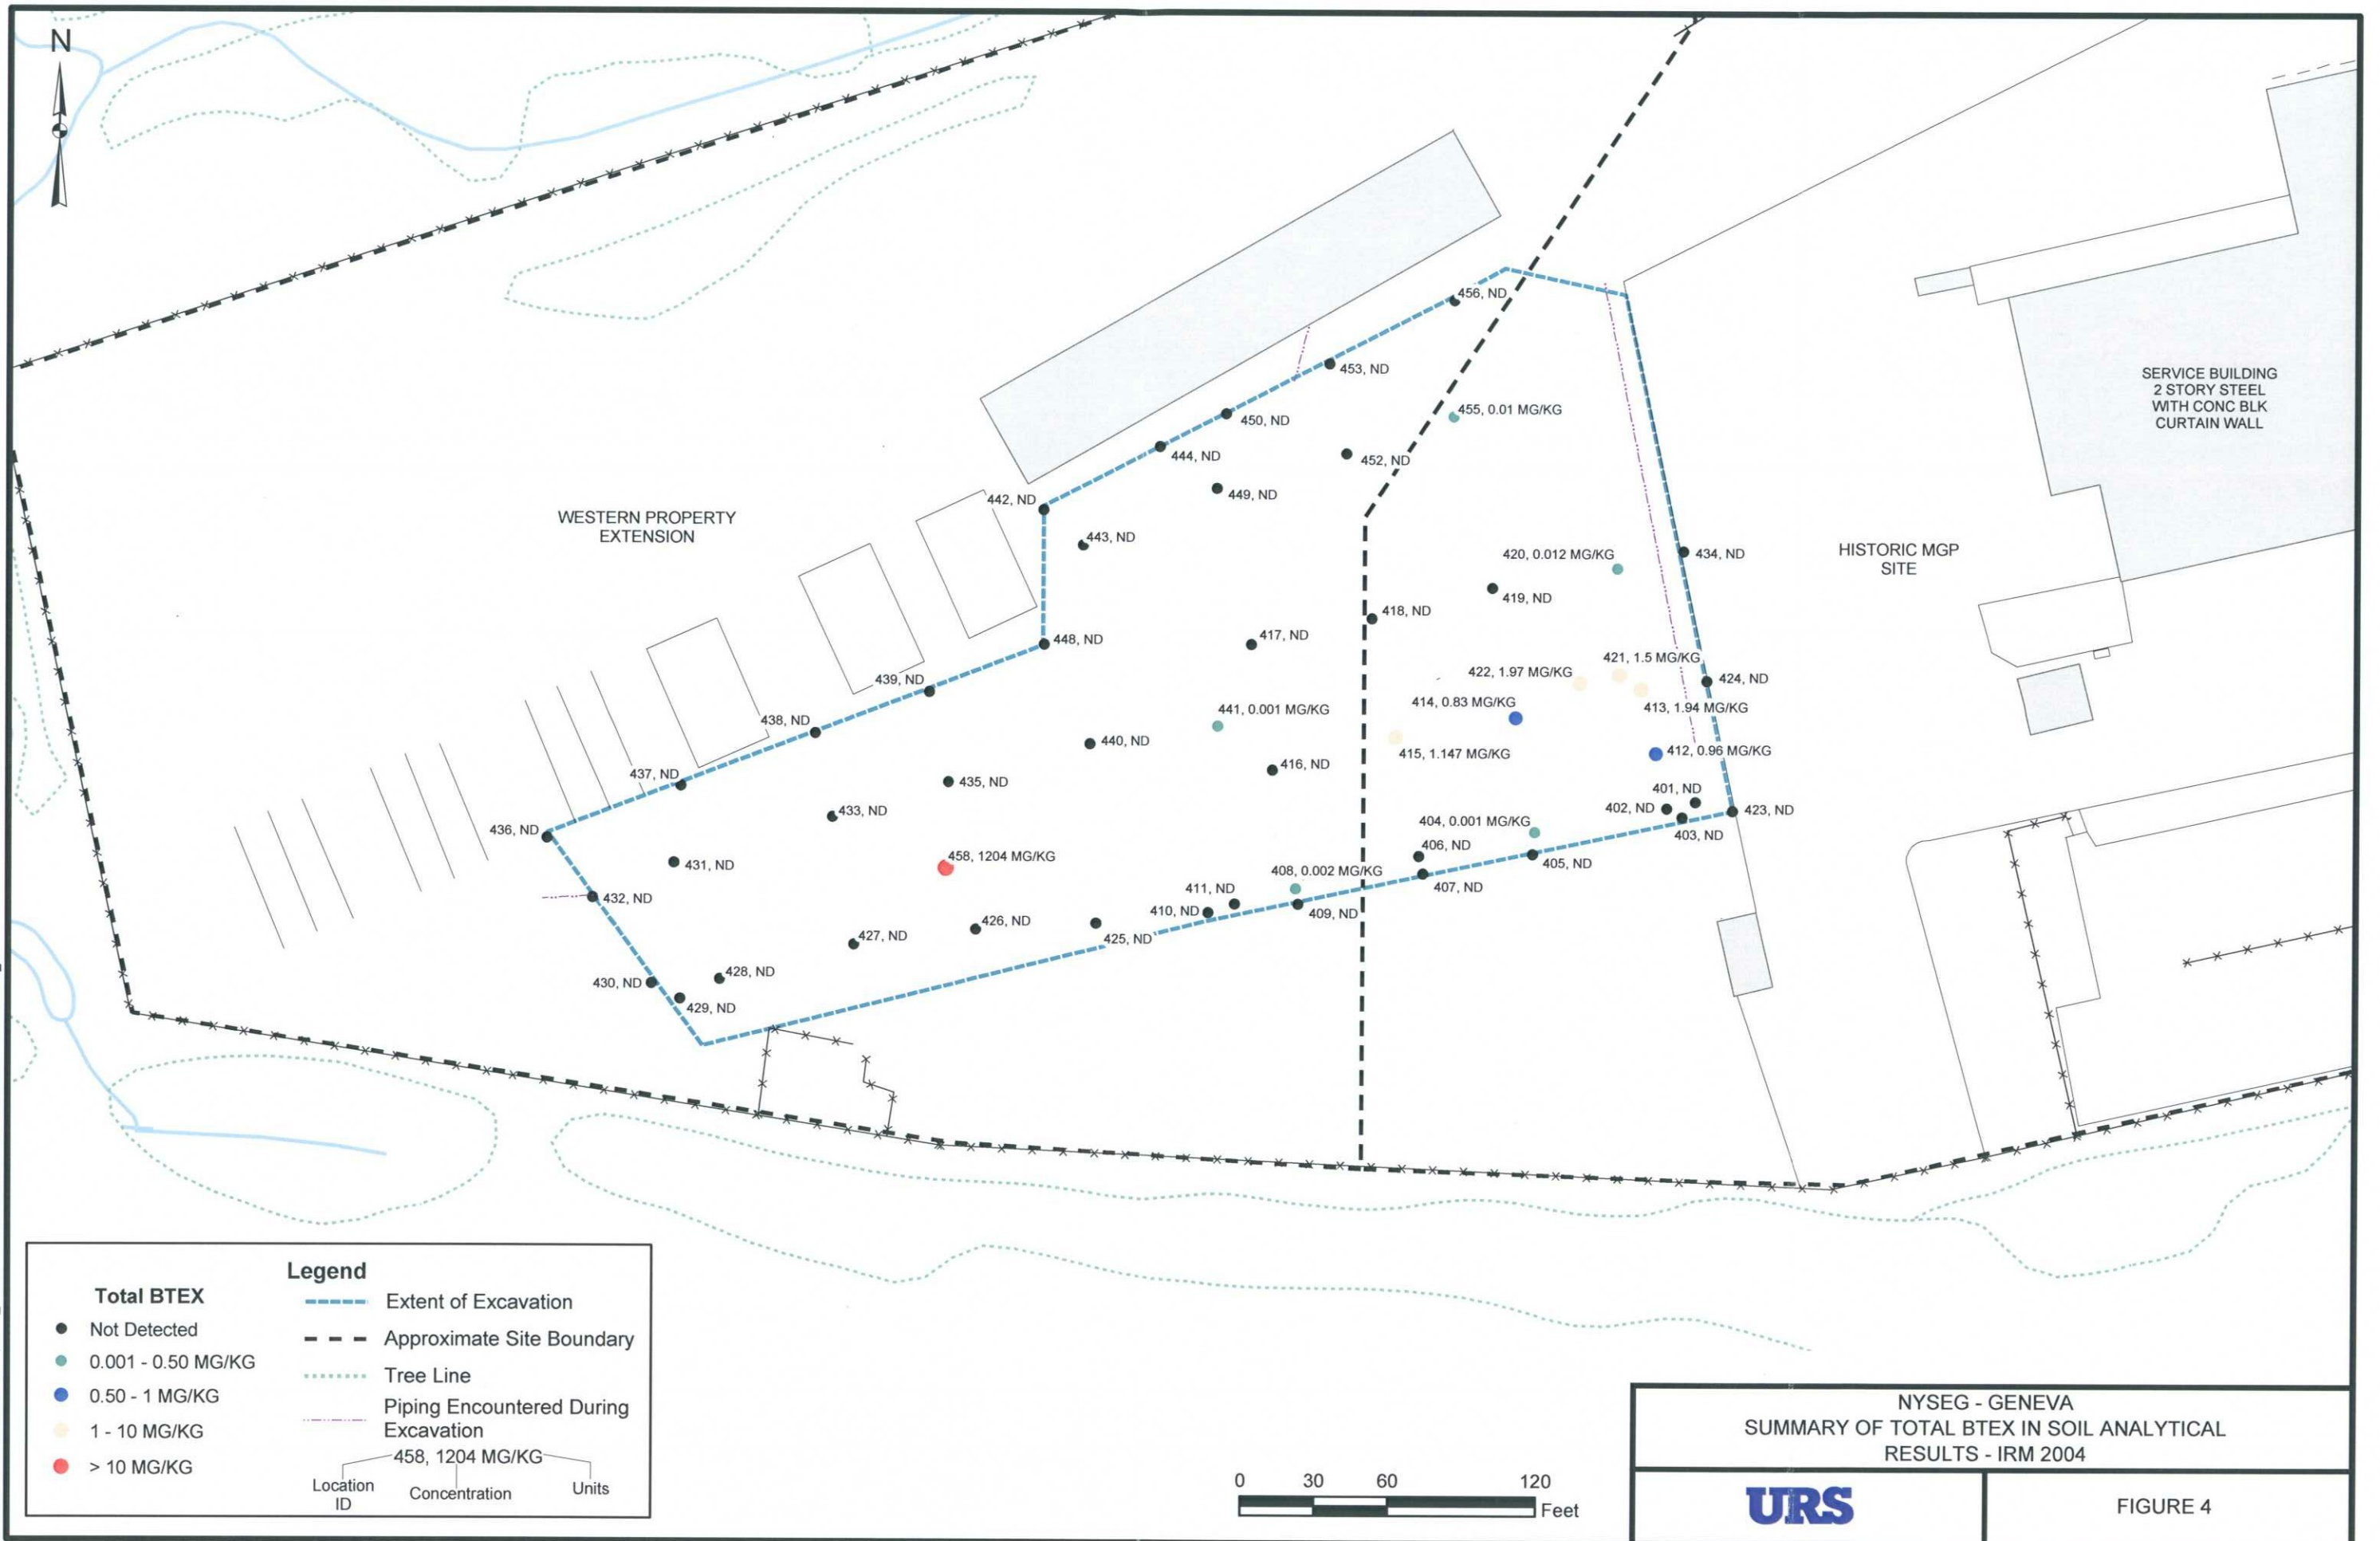 N
456, ND
453, ND
455, 0.01 MG/KG
450, ND
444, ND
452, ND
449, ND
442, ND
443, ND
SERVICE BUILDING
2 STORY STEEL
WITH CONC BLK
CURTAIN WALL
WESTERN PROPERTY
EXTENSION
HISTORIC MGP
SITE
420, 0.012 MG/KG
434, ND
419, ND
418, ND
417, ND
448, ND
421, 1.5 MG/KG
422, 1.97 MG/KG
424, ND
439, ND
414, 0.83 MG/KG
413, 1.94 MG/KG
441, 0.001 MG/KG
438, ND
440, ND
415, 1.147 MG/KG
412, 0.96 MG/KG
416, ND
437, ND
435, ND
401, ND
402, ND
423, ND
433, ND
404, 0.001 MG/KG
403, ND
436, ND
406, ND
458, 1204 MG/KG
405, ND
431, ND
408, 0.002 MG/KG
407, ND
411, ND
432, ND
410, ND
409, ND
426, ND
427, ND
425, ND
428, ND
430, ND
429, ND
Legend
Total BTEX
Not Detected
0.001 - 0.50 MG/KG
0.50 - 1 MG/KG
1 - 10 MG/KG
> 10 MG/KG
Extent of Excavation
Approximate Site Boundary
Tree Line
Piping Encountered During
Excavation
458, 1204 MG/KG
Location
ID
Concentration
Units
0 30 60 120
Feet
NYSEG - GENEVA
SUMMARY OF TOTAL BTEX IN SOIL ANALYTICAL
RESULTS - IRM 2004
URS
FIGURE 4